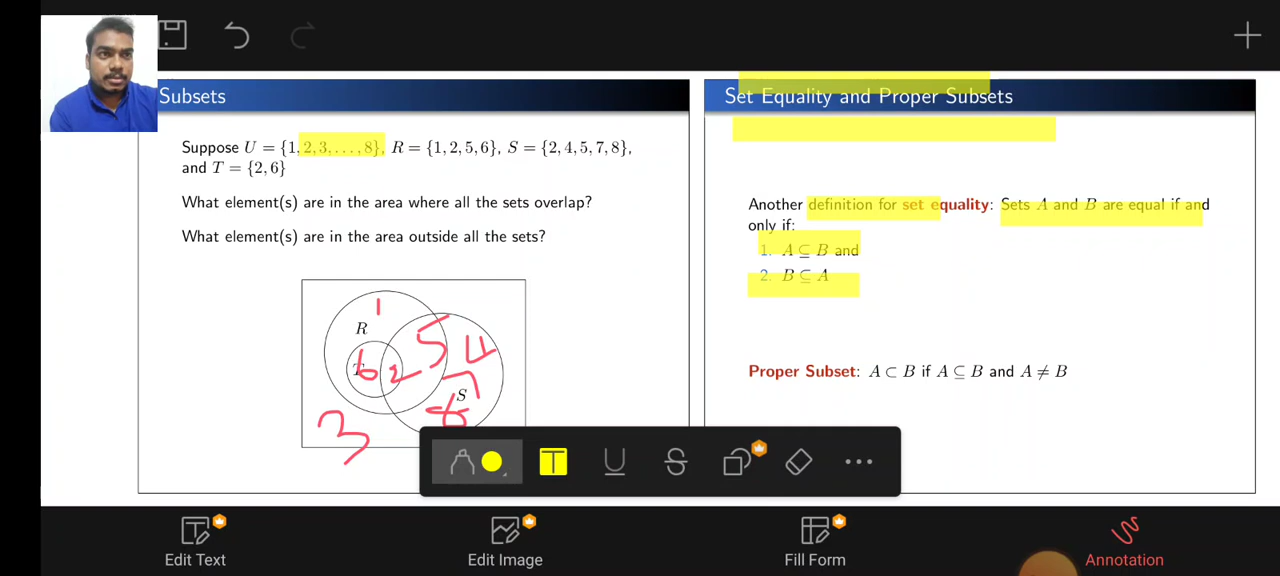 Subsets
Suppose U = {1, 2, 3, . . . , 8}, R = {1, 2, 5, 6}, S = {2, 4, 5, 7, 8},
and T = {2, 6}
What element(s) are in the area where all the sets overlap?
What element(s) are in the area outside all the sets?
1
R
5
4
6
2
7
S
8
3
Set Equality and Proper Subsets
Another definition for set equality: Sets A and B are equal if and
only if:
1. A ⊆ B and
2. B ⊆ A
Proper Subset: A ⊂ B if A ⊆ B and A ≠ B
T
U
S
Edit Text
Edit Image
Fill Form
Annotation